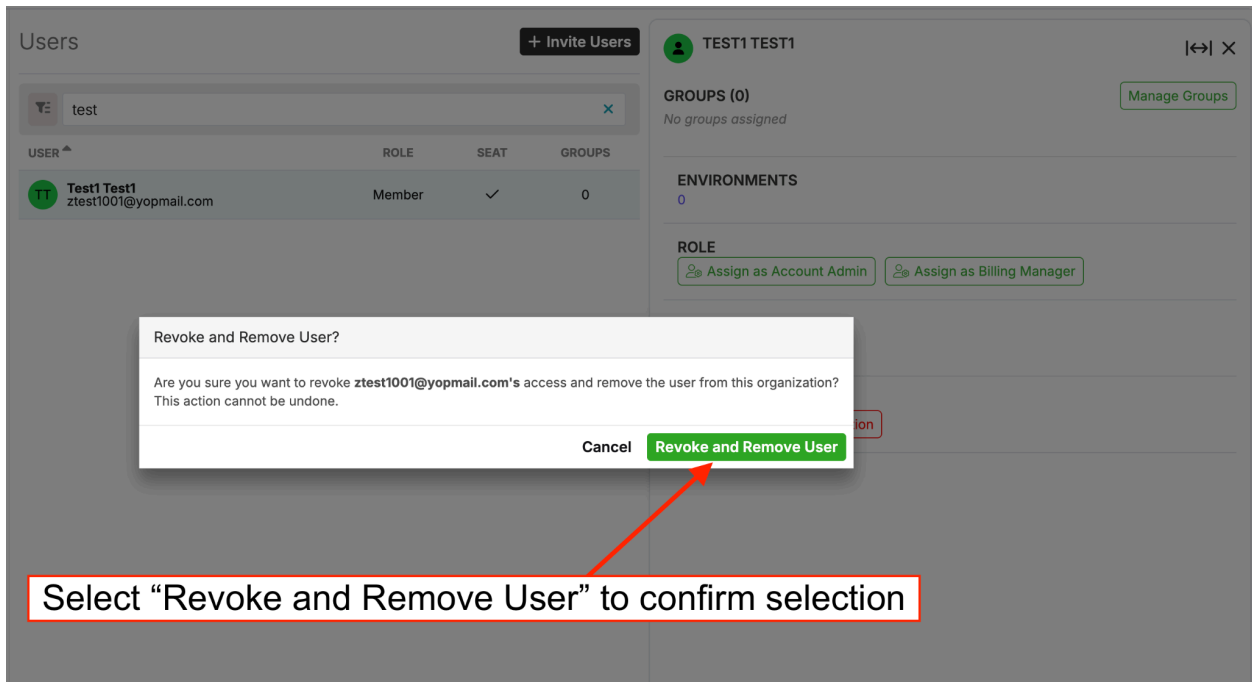 Users
+ Invite Users
test
USER
ROLE
SEAT
GROUPS
TT
Test1 Test1
ztest1001@yopmail.com
Member
0
TEST1 TEST1
GROUPS (0)
Manage Groups
No groups assigned
ENVIRONMENTS
0
ROLE
Assign as Account Admin
Assign as Billing Manager
ion
Revoke and Remove User?
Are you sure you want to revoke ztest1001@yopmail.com's access and remove the user from this organization?
This action cannot be undone.
Cancel
Revoke and Remove User
Select “Revoke and Remove User” to confirm selection